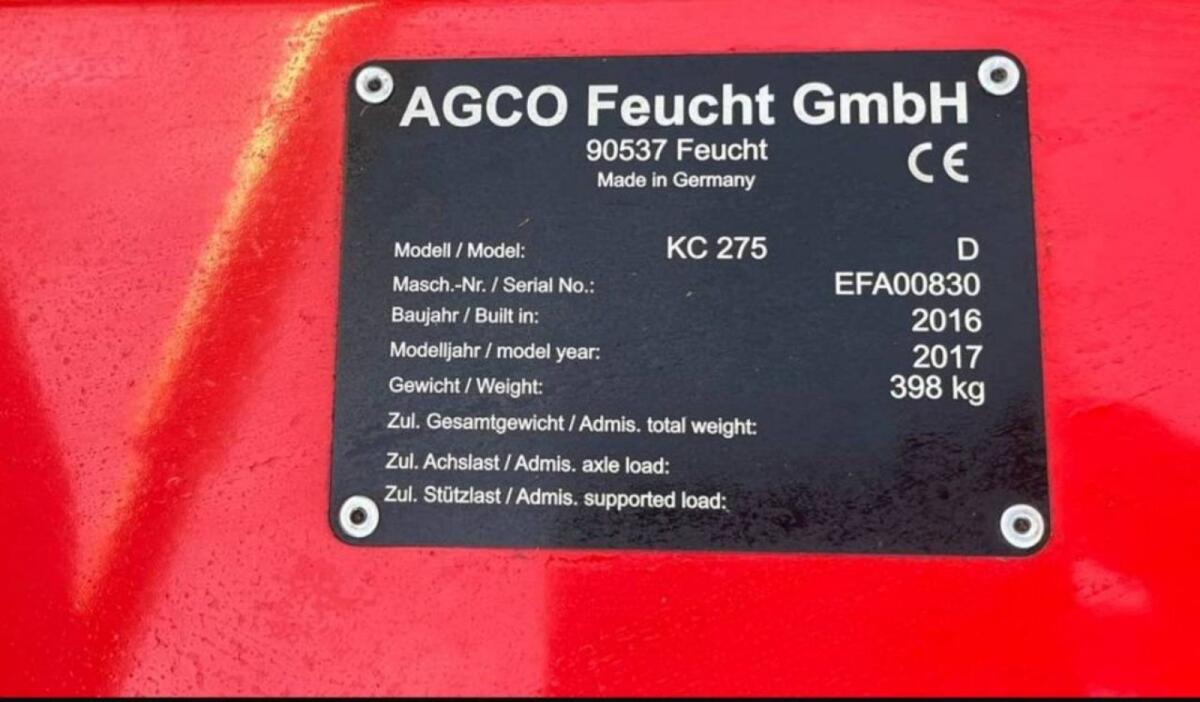 AGCO Feucht GmbH
90537 Feucht
CE
Made in Germany
Modell / Model: KC 275 D
Masch.-Nr. / Serial No.: EFA00830
Baujahr / Built in: 2016
Modelljahr / model year: 2017
Gewicht / Weight: 398 kg
Zul. Gesamtgewicht / Admis. total weight:
Zul. Achslast / Admis. axle load:
Zul. Stützlast / Admis. supported load: